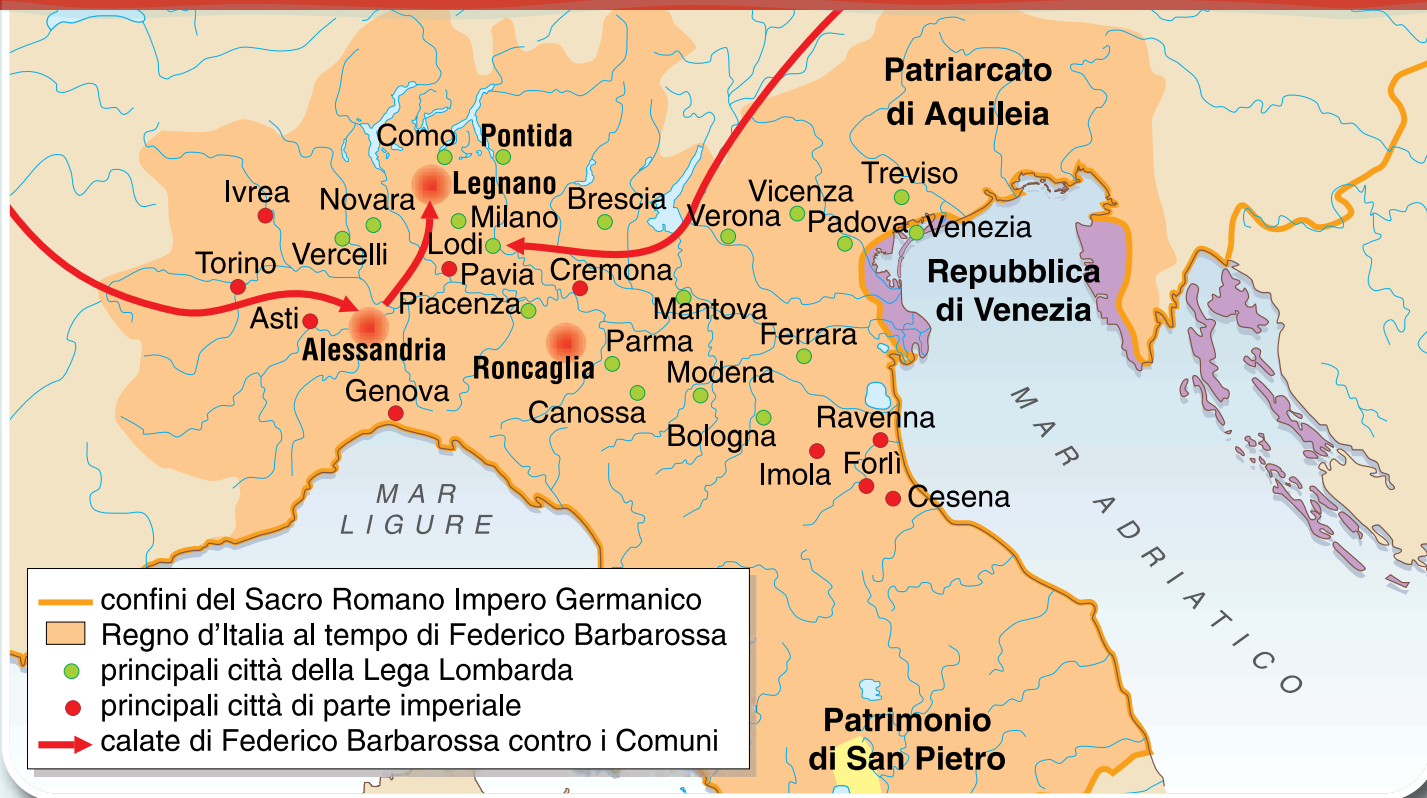 Patriarcato
di Aquileia
Como
Pontida
Legnano
Ivrea
Novara
Milano
Brescia
Vicenza
Treviso
Verona
Padova
Venezia
Vercelli
Lodi
Torino
Pavia
Cremona
Repubblica
di Venezia
Piacenza
Mantova
Asti
Alessandria
Parma
Ferrara
Roncaglia
Modena
Genova
Canossa
Bologna
Ravenna
Imola
Forlì
Cesena
MAR
LIGURE
MAR ADRIATICO
confini del Sacro Romano Impero Germanico
Regno d'Italia al tempo di Federico Barbarossa
principali città della Lega Lombarda
principali città di parte imperiale
calate di Federico Barbarossa contro i Comuni
Patrimonio
di San Pietro